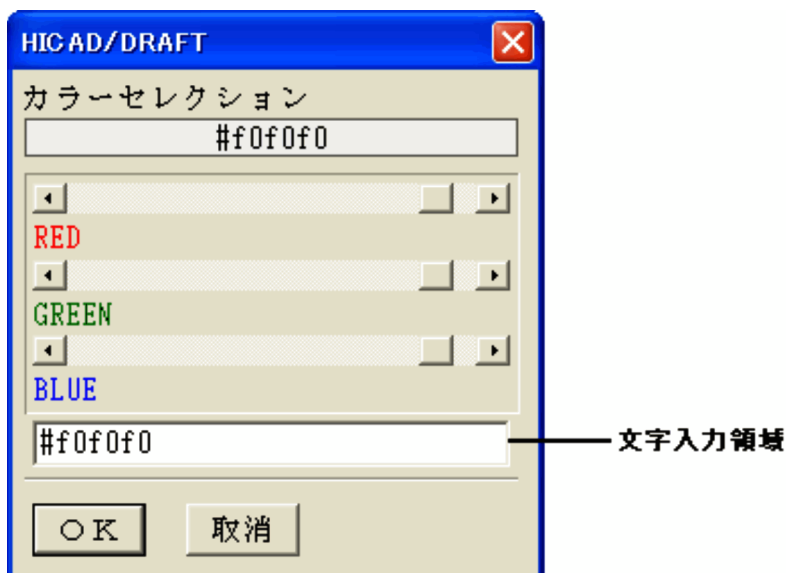 HICAD/DRAFT
カラーセレクション
#f0f0f0
RED
GREEN
BLUE
#f0f0f0
文字入力領域
ＯＫ 取消